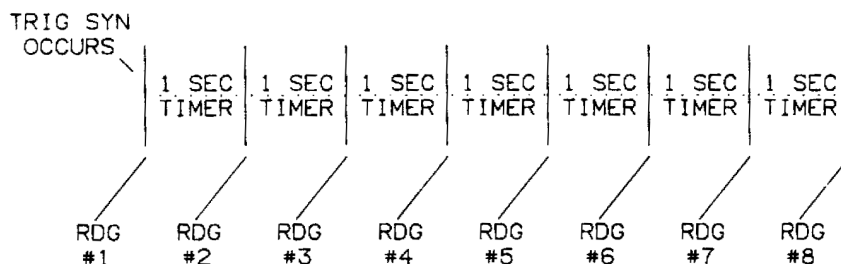 TRIG SYN
OCCURS
1 SEC 1 SEC 1 SEC 1 SEC 1 SEC 1 SEC 1 SEC
TIMER TIMER TIMER TIMER TIMER TIMER TIMER
RDG RDG RDG RDG RDG RDG RDG RDG
#1 #2 #3 #4 #5 #6 #7 #8